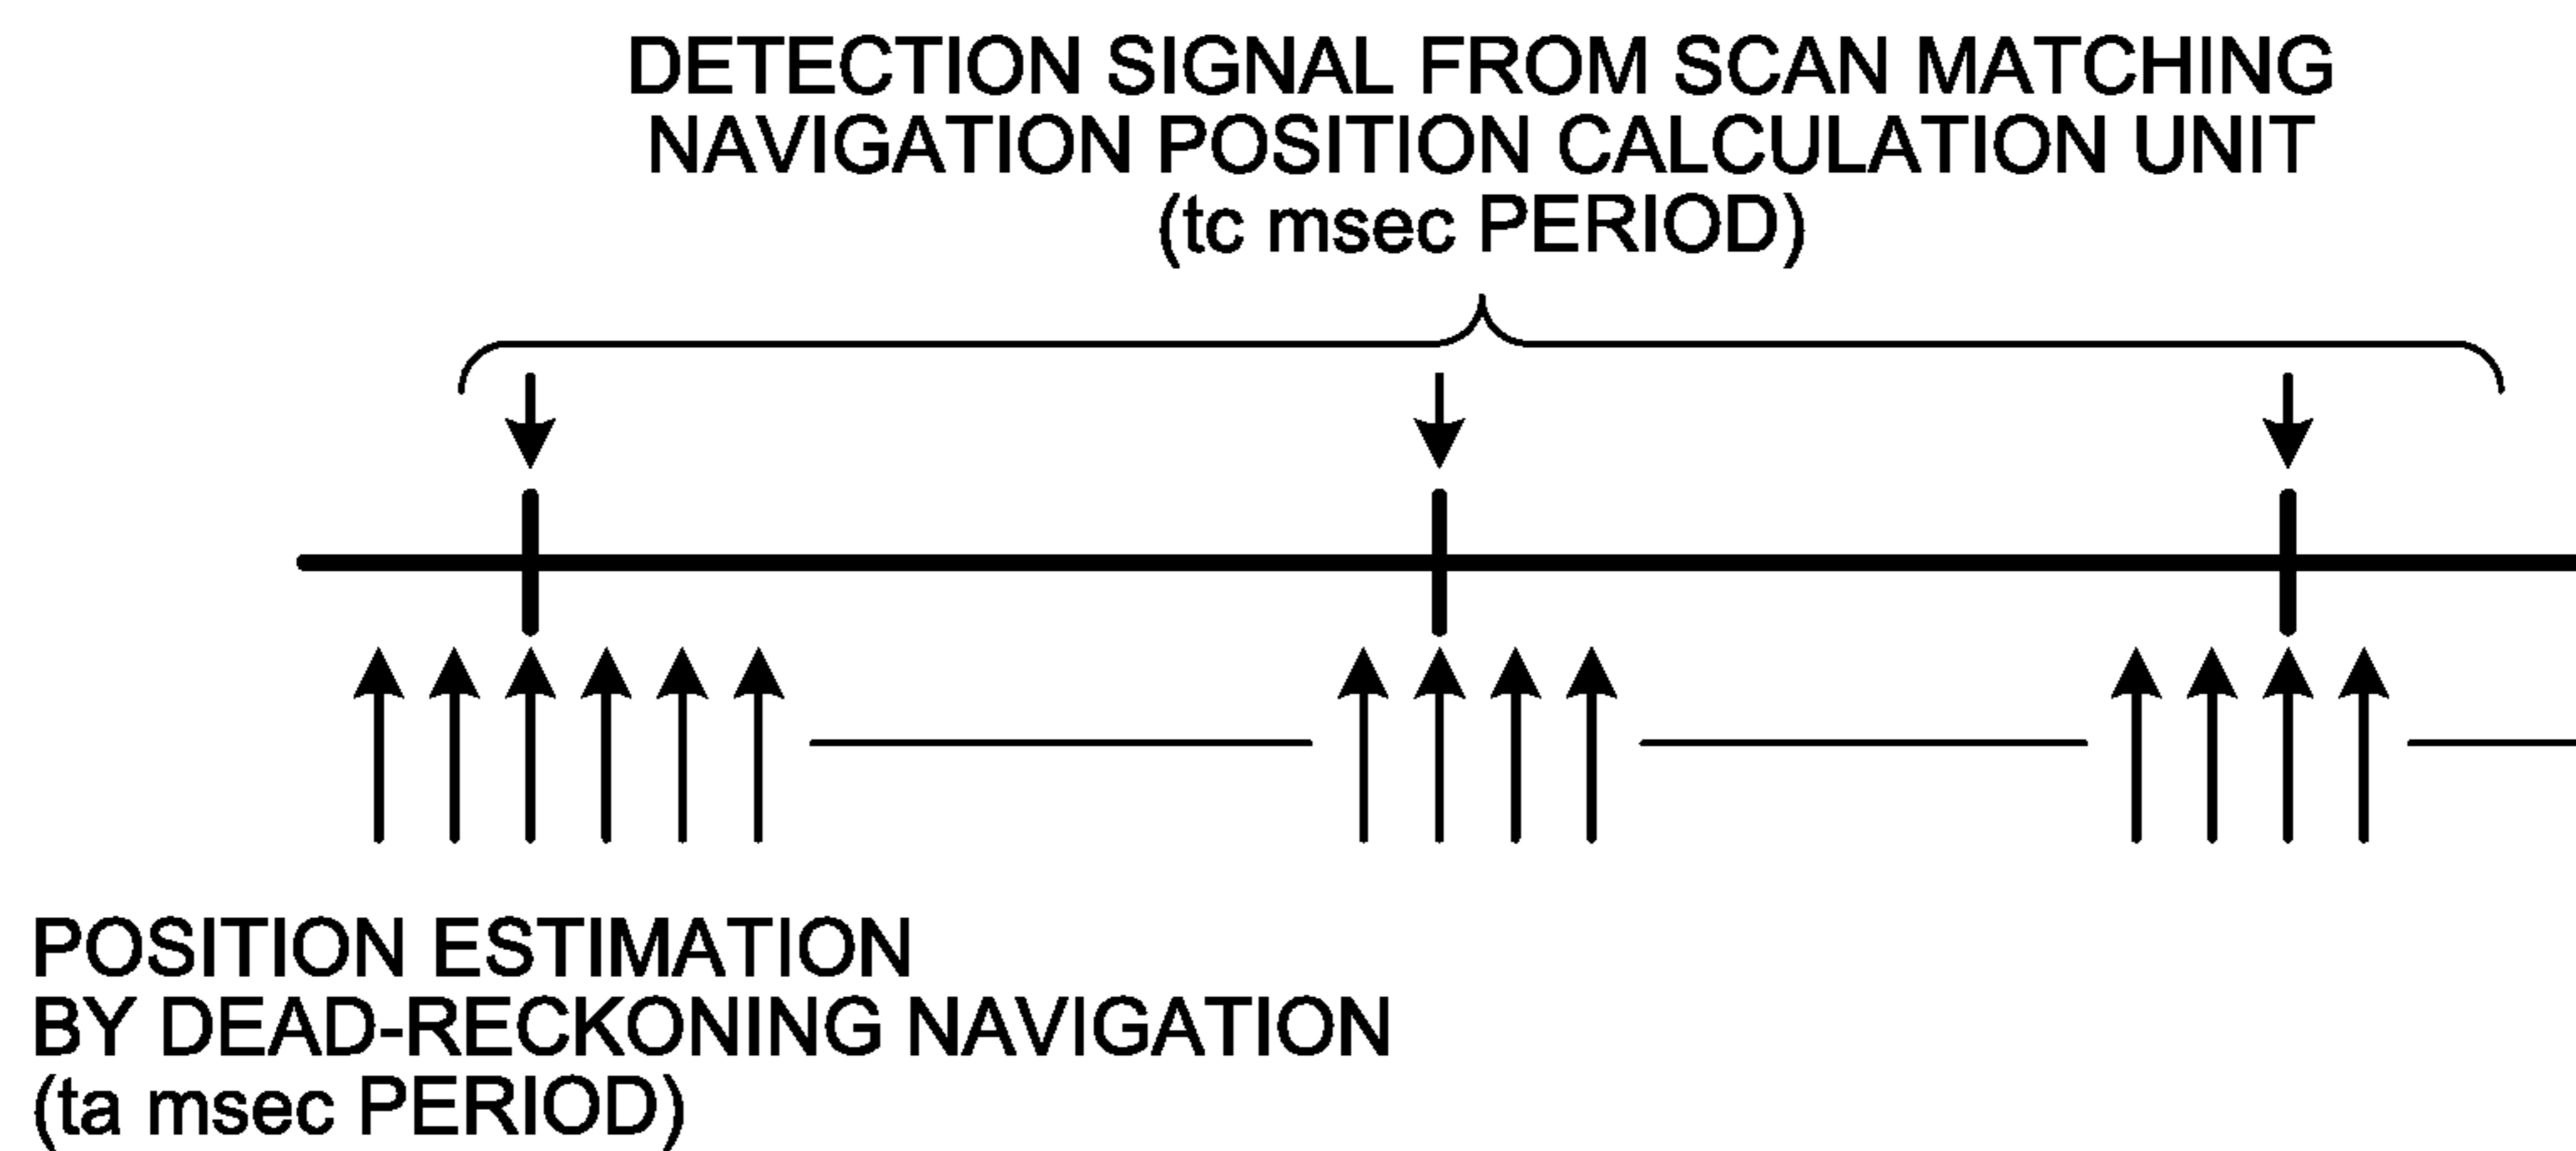 DETECTION SIGNAL FROM SCAN MATCHING
NAVIGATION POSITION CALCULATION UNIT
(tc msec PERIOD)
POSITION ESTIMATION
BY DEAD-RECKONING NAVIGATION
(ta msec PERIOD)